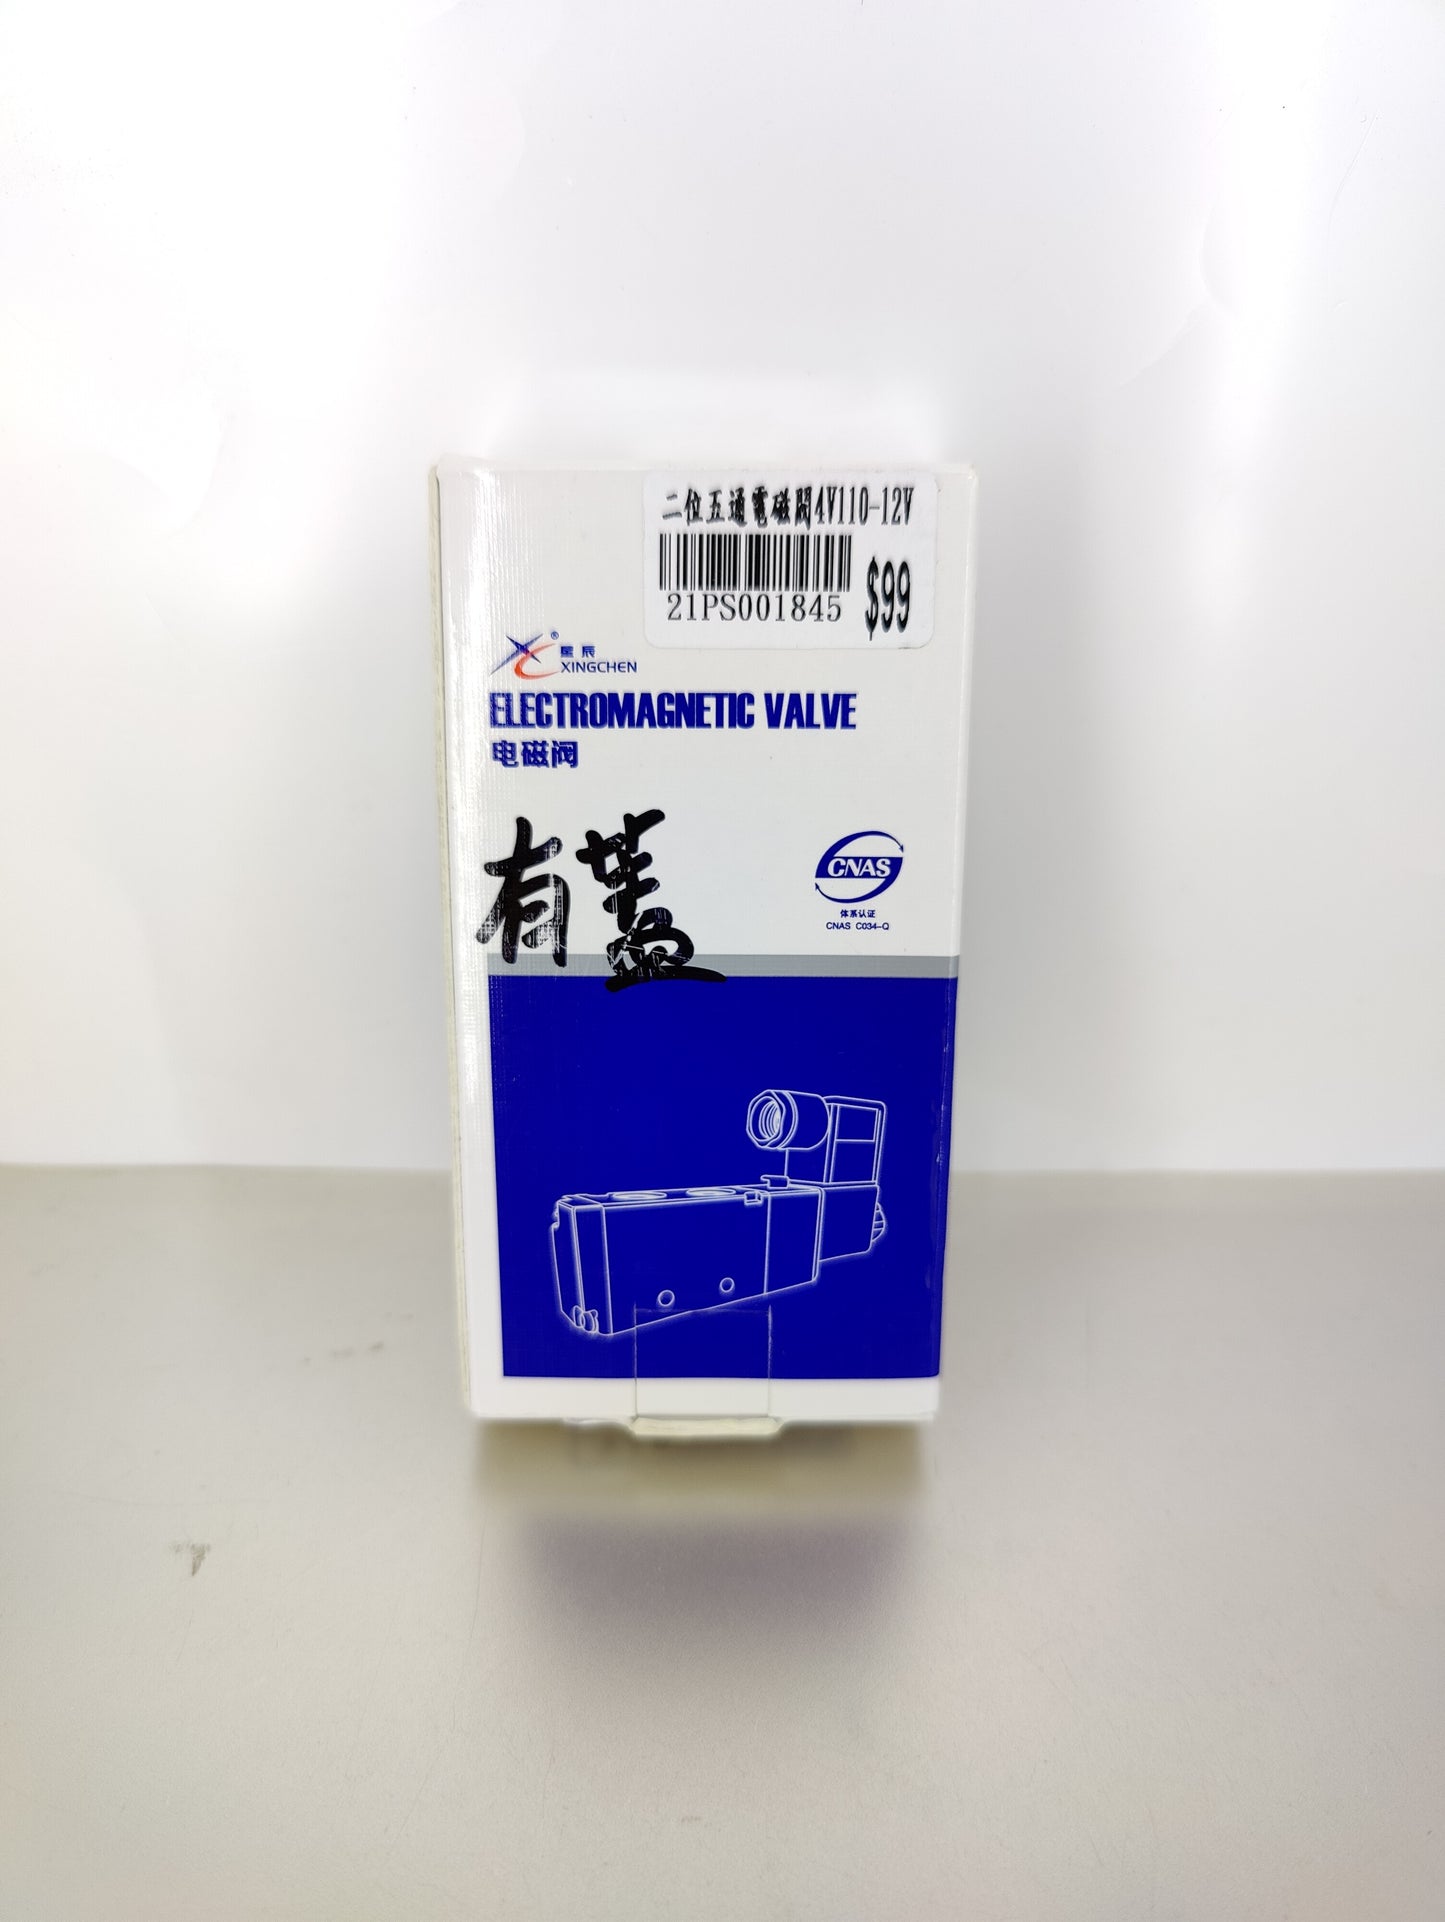 二位五通電磁閥4V110-12V
21PS001845
$99
星辰
XINGCHEN
ELECTROMAGNETIC VALVE
电磁阀
有蓋
CNAS
体系认证
CNAS C034-Q